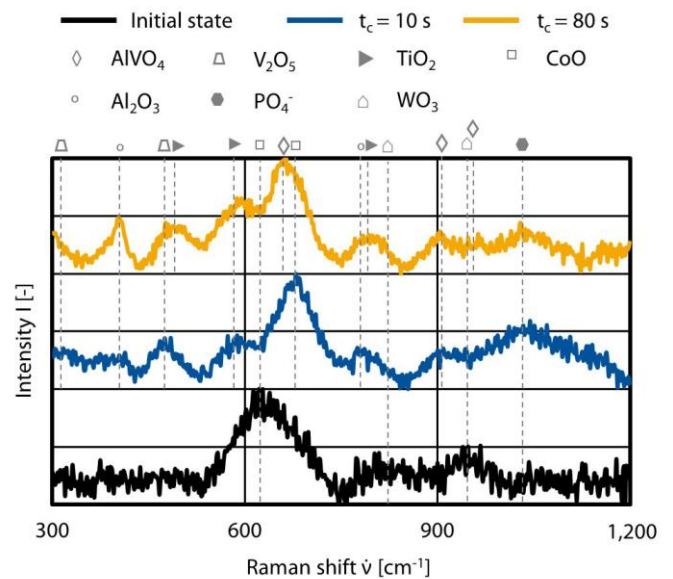 Initial state t_c = 10 s t_c = 80 s
AlVO₄ V₂O₅ TiO₂ CoO
Al₂O₃ PO₄⁻ WO₃
Intensity I [-]
300 600 900 1,200
Raman shift ν̇ [cm⁻¹]